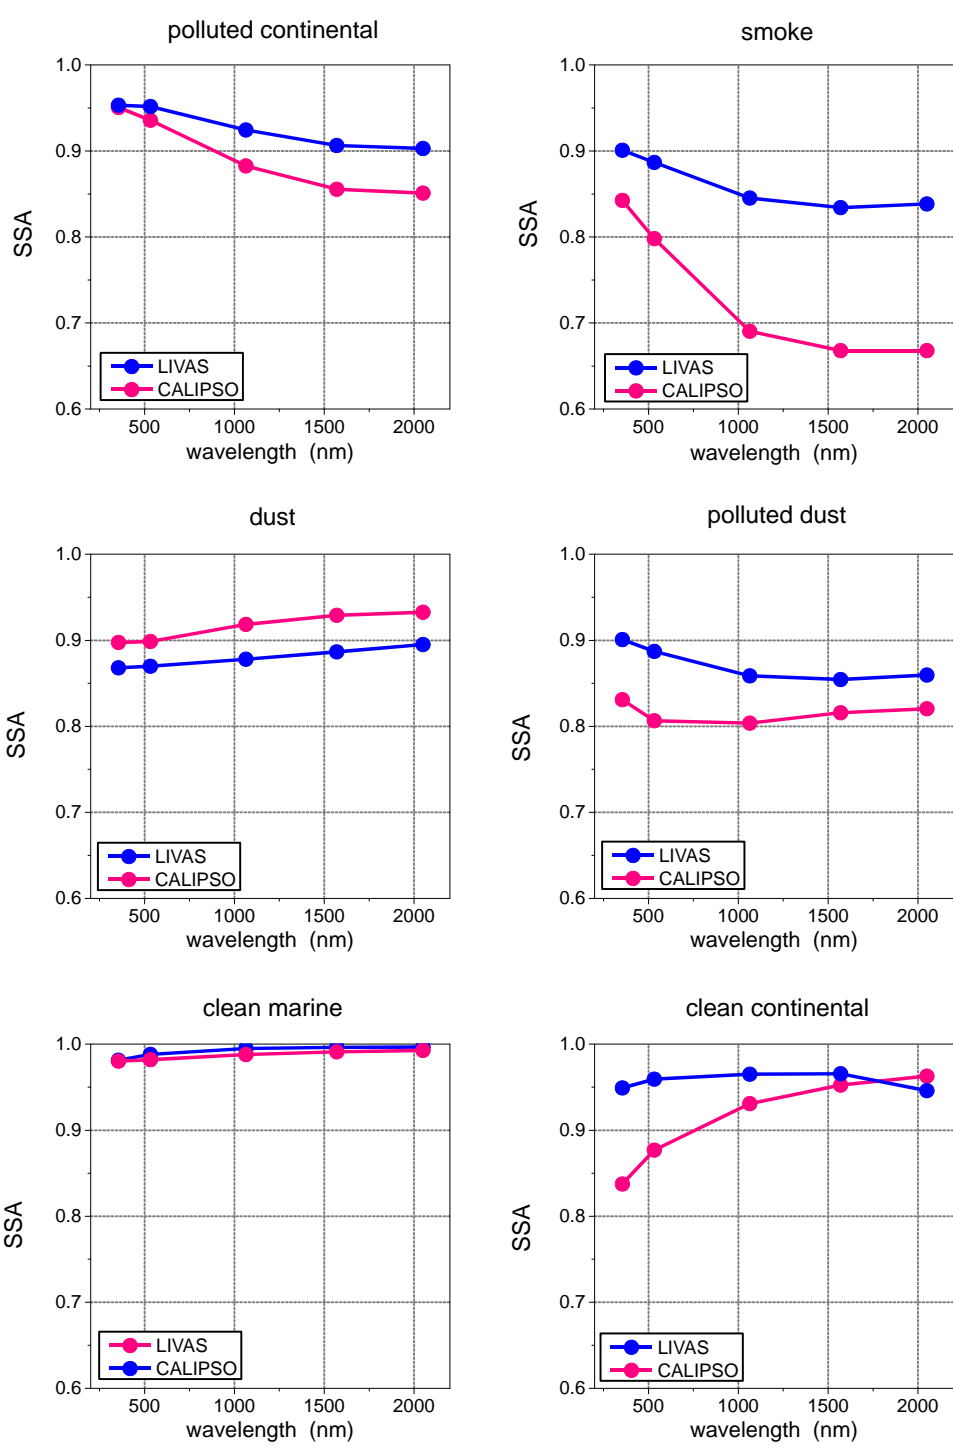 polluted continental
1.0
0.9
0.8
0.7
0.6
SSA
LIVAS
CALIPSO
500 1000 1500 2000
wavelength (nm)
smoke
1.0
0.9
0.8
0.7
0.6
SSA
LIVAS
CALIPSO
500 1000 1500 2000
wavelength (nm)
dust
1.0
0.9
0.8
0.7
0.6
SSA
LIVAS
CALIPSO
500 1000 1500 2000
wavelength (nm)
polluted dust
1.0
0.9
0.8
0.7
0.6
SSA
LIVAS
CALIPSO
500 1000 1500 2000
wavelength (nm)
clean marine
1.0
0.9
0.8
0.7
0.6
SSA
LIVAS
CALIPSO
500 1000 1500 2000
wavelength (nm)
clean continental
1.0
0.9
0.8
0.7
0.6
SSA
LIVAS
CALIPSO
500 1000 1500 2000
wavelength (nm)